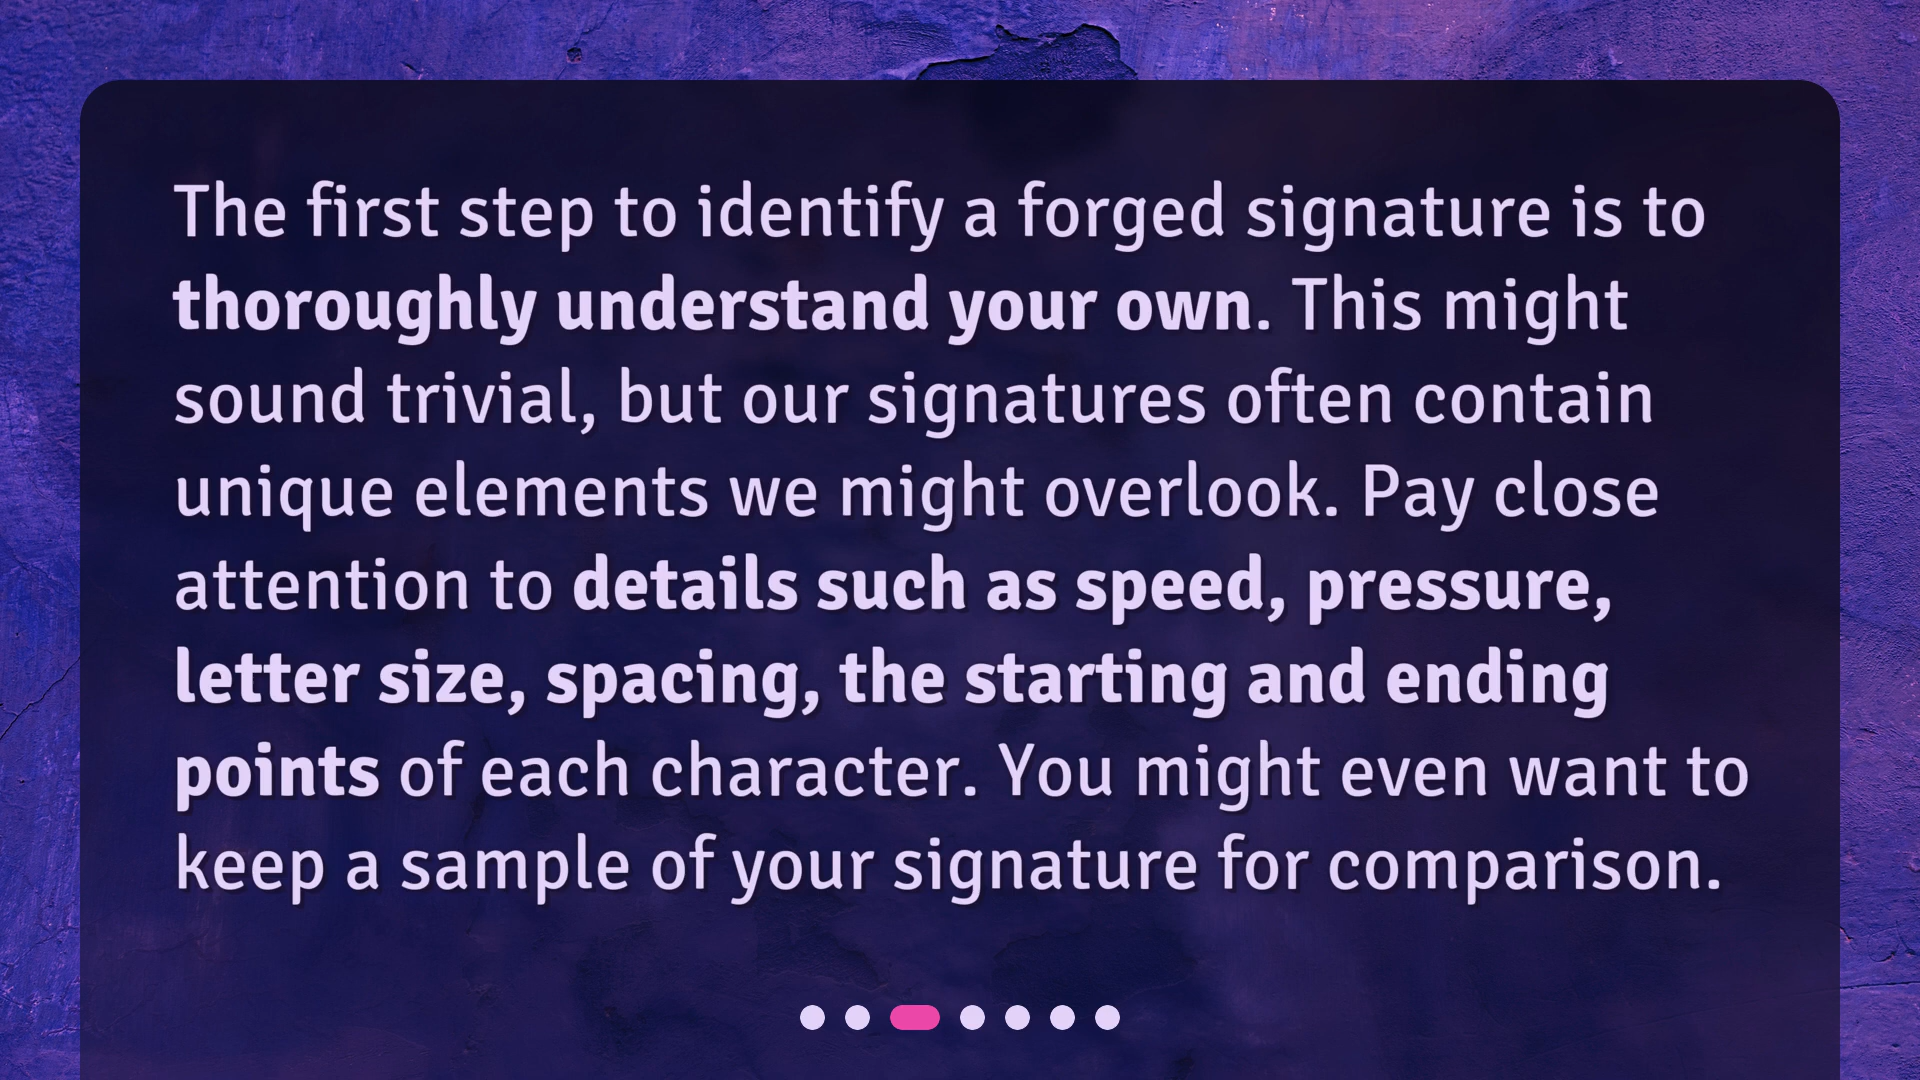 The first step to identify a forged signature is to
thoroughly understand your own. This might
sound trivial, but our signatures often contain
unique elements we might overlook. Pay close
attention to details such as speed, pressure,
letter size, spacing, the starting and ending
points of each character. You might even want to
keep a sample of your signature for comparison.